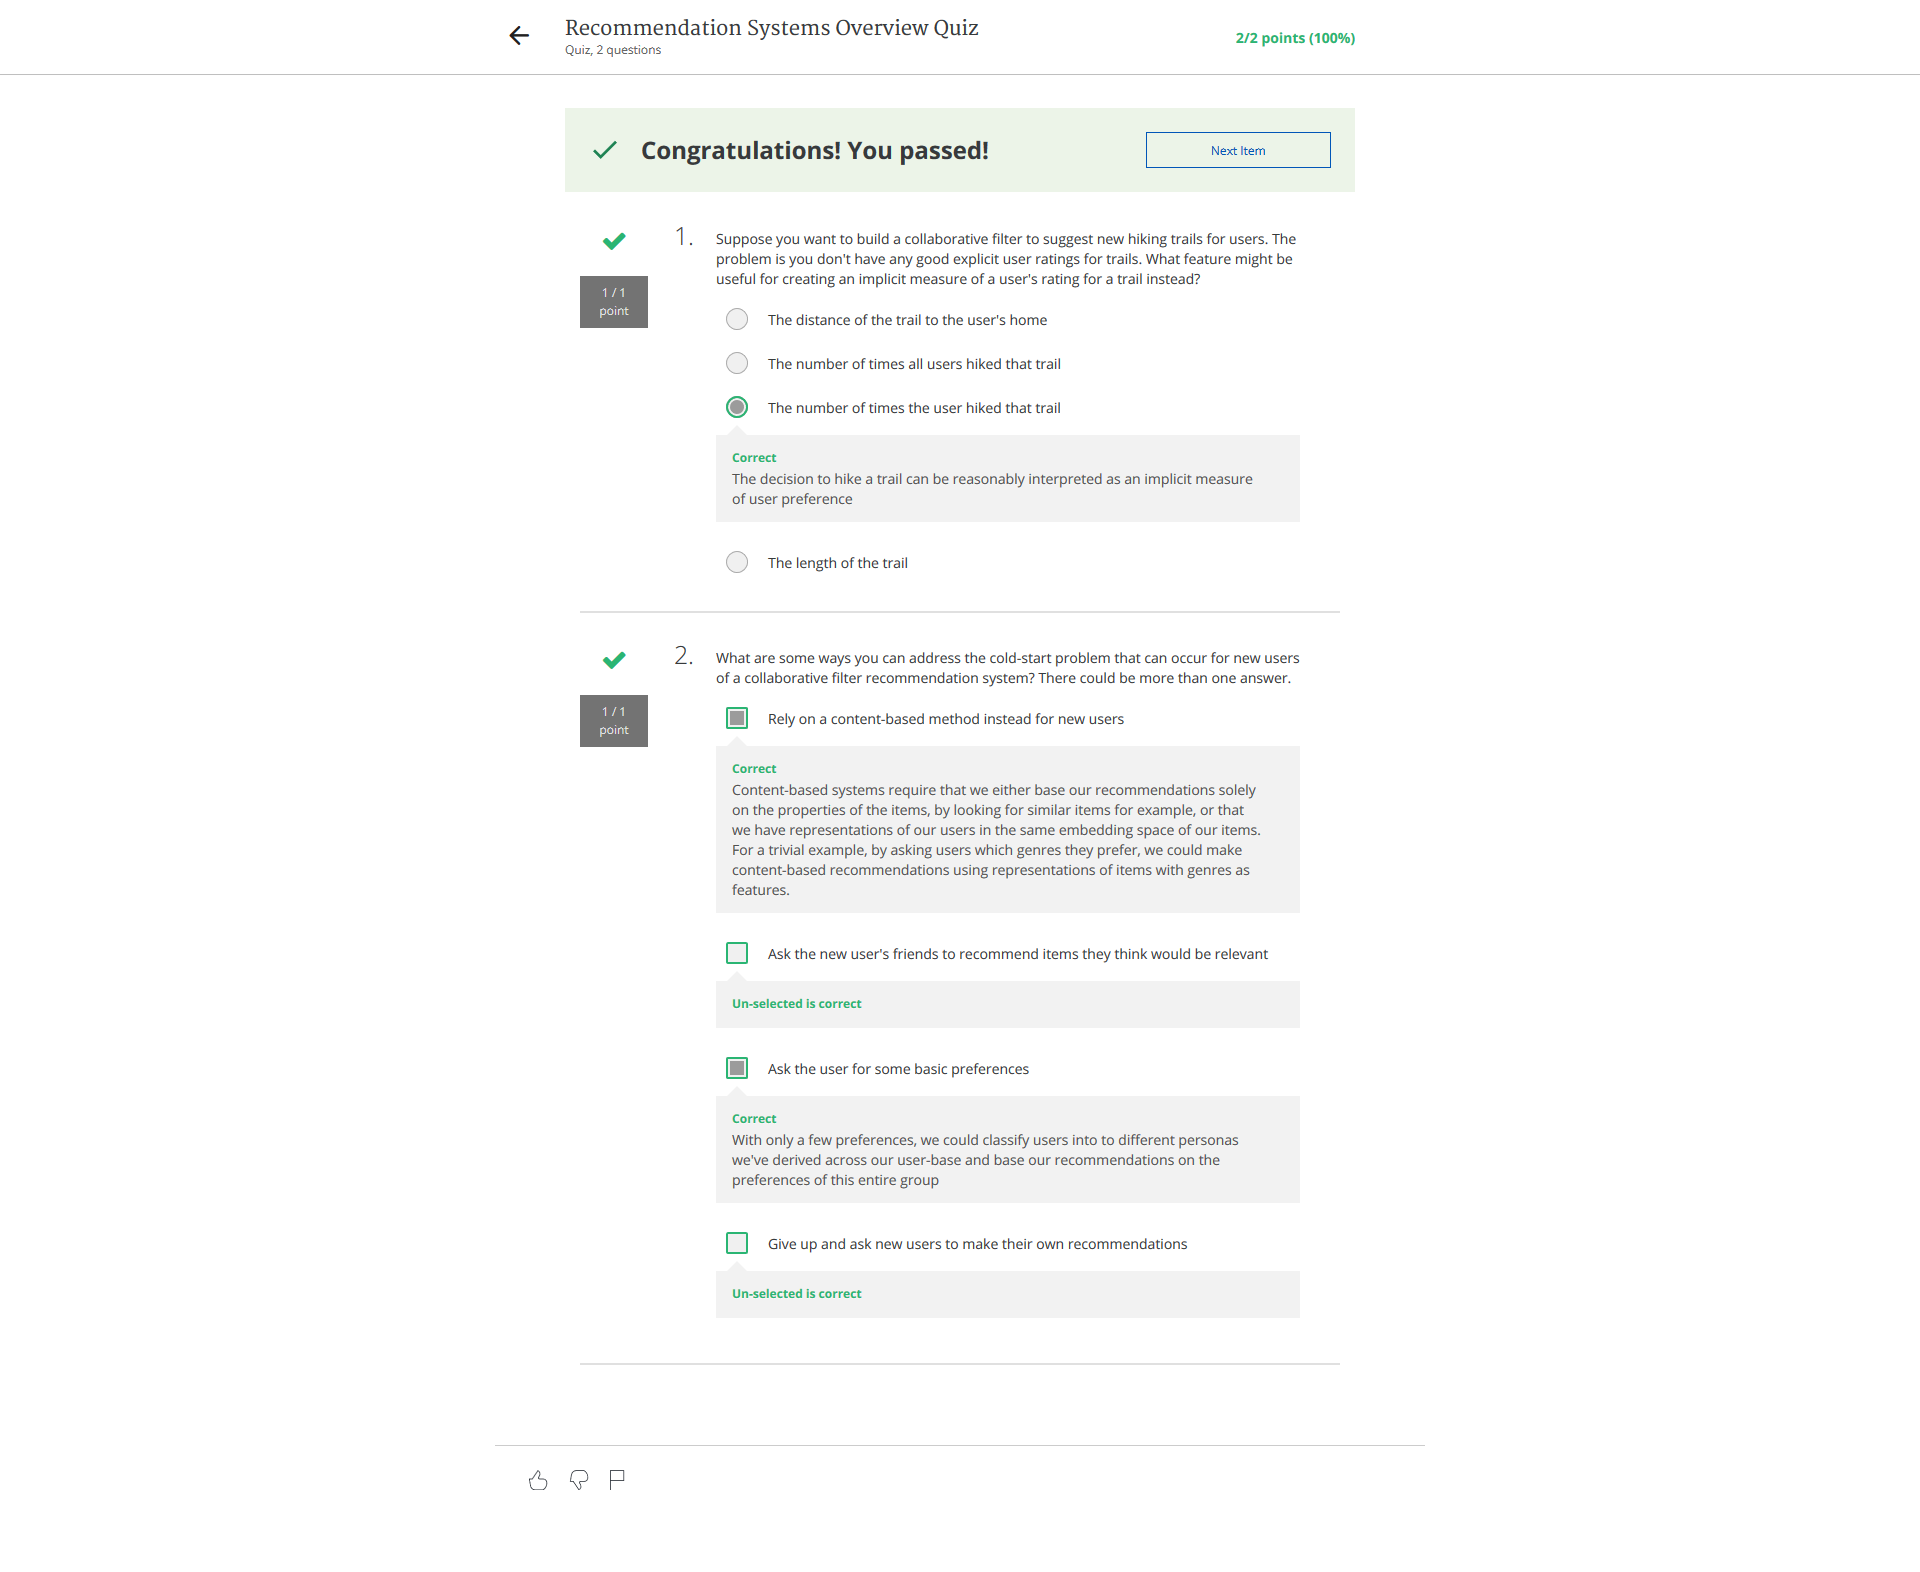 Recommendation Systems Overview Quiz
Quiz, 2 questions
2/2 points (100%)
Congratulations! You passed!
Next Item
1 / 1
point
1.
Suppose you want to build a collaborative filter to suggest new hiking trails for users. The
problem is you don't have any good explicit user ratings for trails. What feature might be
useful for creating an implicit measure of a user's rating for a trail instead?
The distance of the trail to the user's home
The number of times all users hiked that trail
The number of times the user hiked that trail
Correct
The decision to hike a trail can be reasonably interpreted as an implicit measure
of user preference
The length of the trail
1 / 1
point
2.
What are some ways you can address the cold-start problem that can occur for new users
of a collaborative filter recommendation system? There could be more than one answer.
Rely on a content-based method instead for new users
Correct
Content-based systems require that we either base our recommendations solely
on the properties of the items, by looking for similar items for example, or that
we have representations of our users in the same embedding space of our items.
For a trivial example, by asking users which genres they prefer, we could make
content-based recommendations using representations of items with genres as
features.
Ask the new user's friends to recommend items they think would be relevant
Un-selected is correct
Ask the user for some basic preferences
Correct
With only a few preferences, we could classify users into to different personas
we've derived across our user-base and base our recommendations on the
preferences of this entire group
Give up and ask new users to make their own recommendations
Un-selected is correct